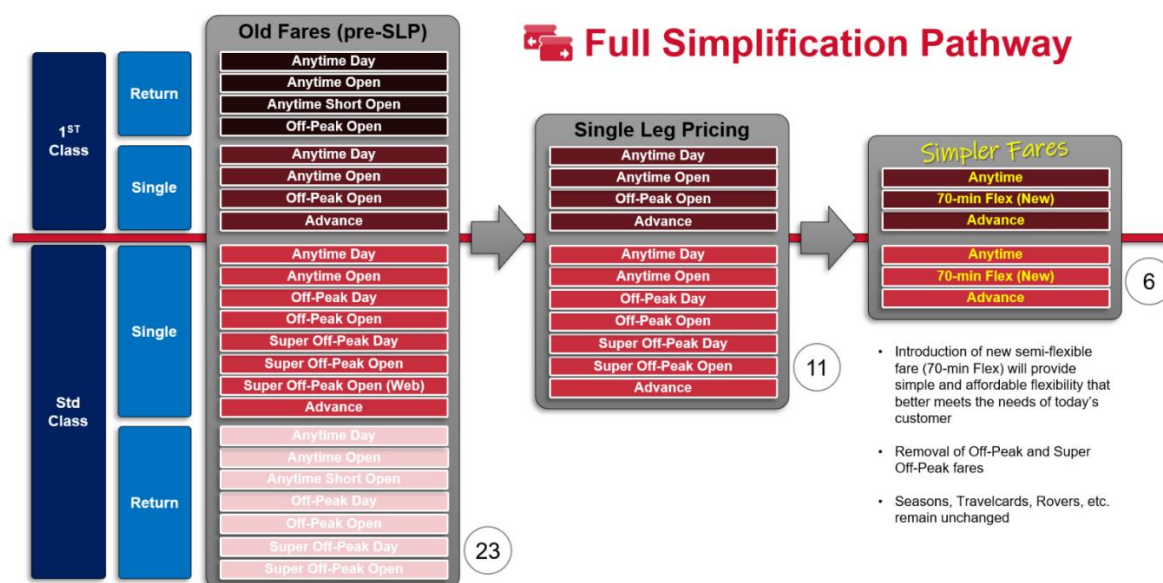 Full Simplification Pathway
1ST
Class
Return
Single
Std
Class
Single
Return
Old Fares (pre-SLP)
Anytime Day
Anytime Open
Anytime Short Open
Off-Peak Open
Anytime Day
Anytime Open
Off-Peak Open
Advance
Anytime Day
Anytime Open
Off-Peak Day
Off-Peak Open
Super Off-Peak Day
Super Off-Peak Open
Super Off-Peak Open (Web)
Advance
Anytime Day
Anytime Open
Anytime Short Open
Off-Peak Day
Off-Peak Open
Super Off-Peak Day
Super Off-Peak Open
23
Single Leg Pricing
Anytime Day
Anytime Open
Off-Peak Open
Advance
Anytime Day
Anytime Open
Off-Peak Day
Off-Peak Open
Super Off-Peak Day
Super Off-Peak Open
Advance
11
Simpler Fares
Anytime
70-min Flex (New)
Advance
Anytime
70-min Flex (New)
Advance
6
• Introduction of new semi-flexible
fare (70-min Flex) will provide
simple and affordable flexibility that
better meets the needs of today's
customer
• Removal of Off-Peak and Super
Off-Peak fares
• Seasons, Travelcards, Rovers, etc.
remain unchanged